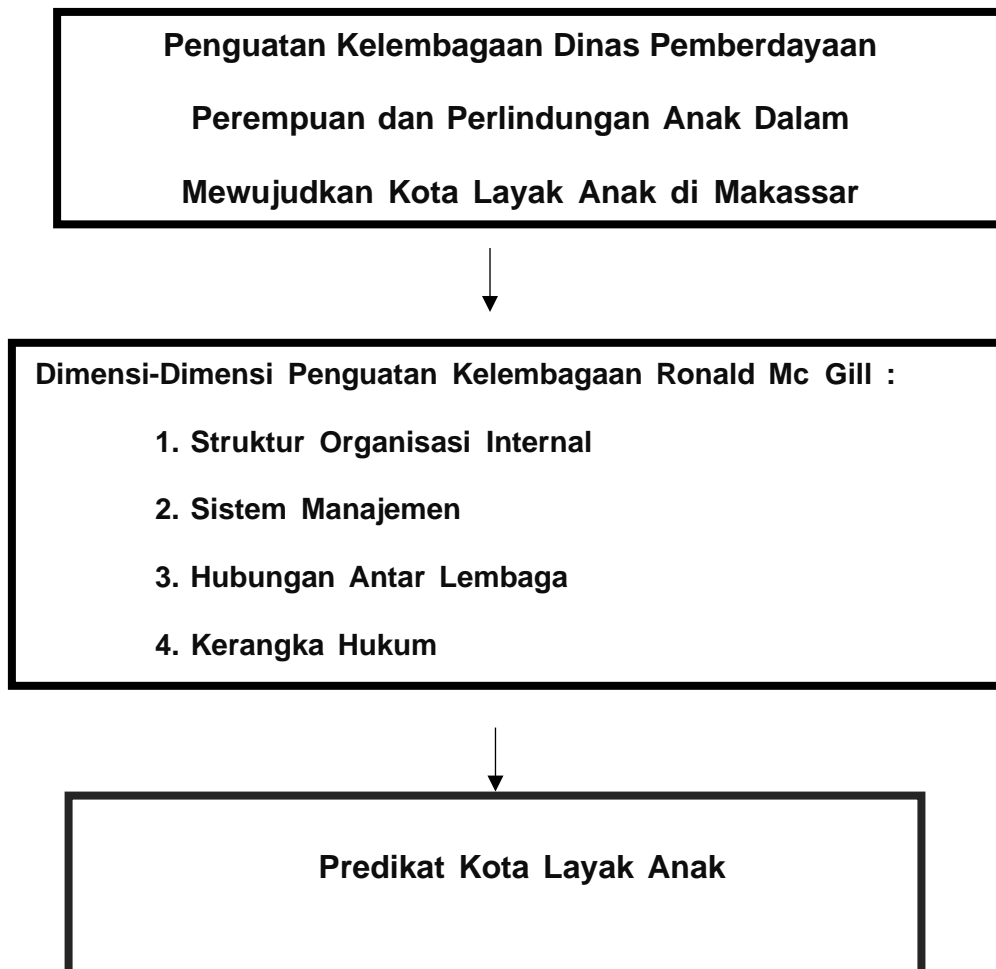 Penguatan Kelembagaan Dinas Pemberdayaan
Perempuan dan Perlindungan Anak Dalam
Mewujudkan Kota Layak Anak di Makassar
Dimensi-Dimensi Penguatan Kelembagaan Ronald Mc Gill :
1. Struktur Organisasi Internal
2. Sistem Manajemen
3. Hubungan Antar Lembaga
4. Kerangka Hukum
Predikat Kota Layak Anak